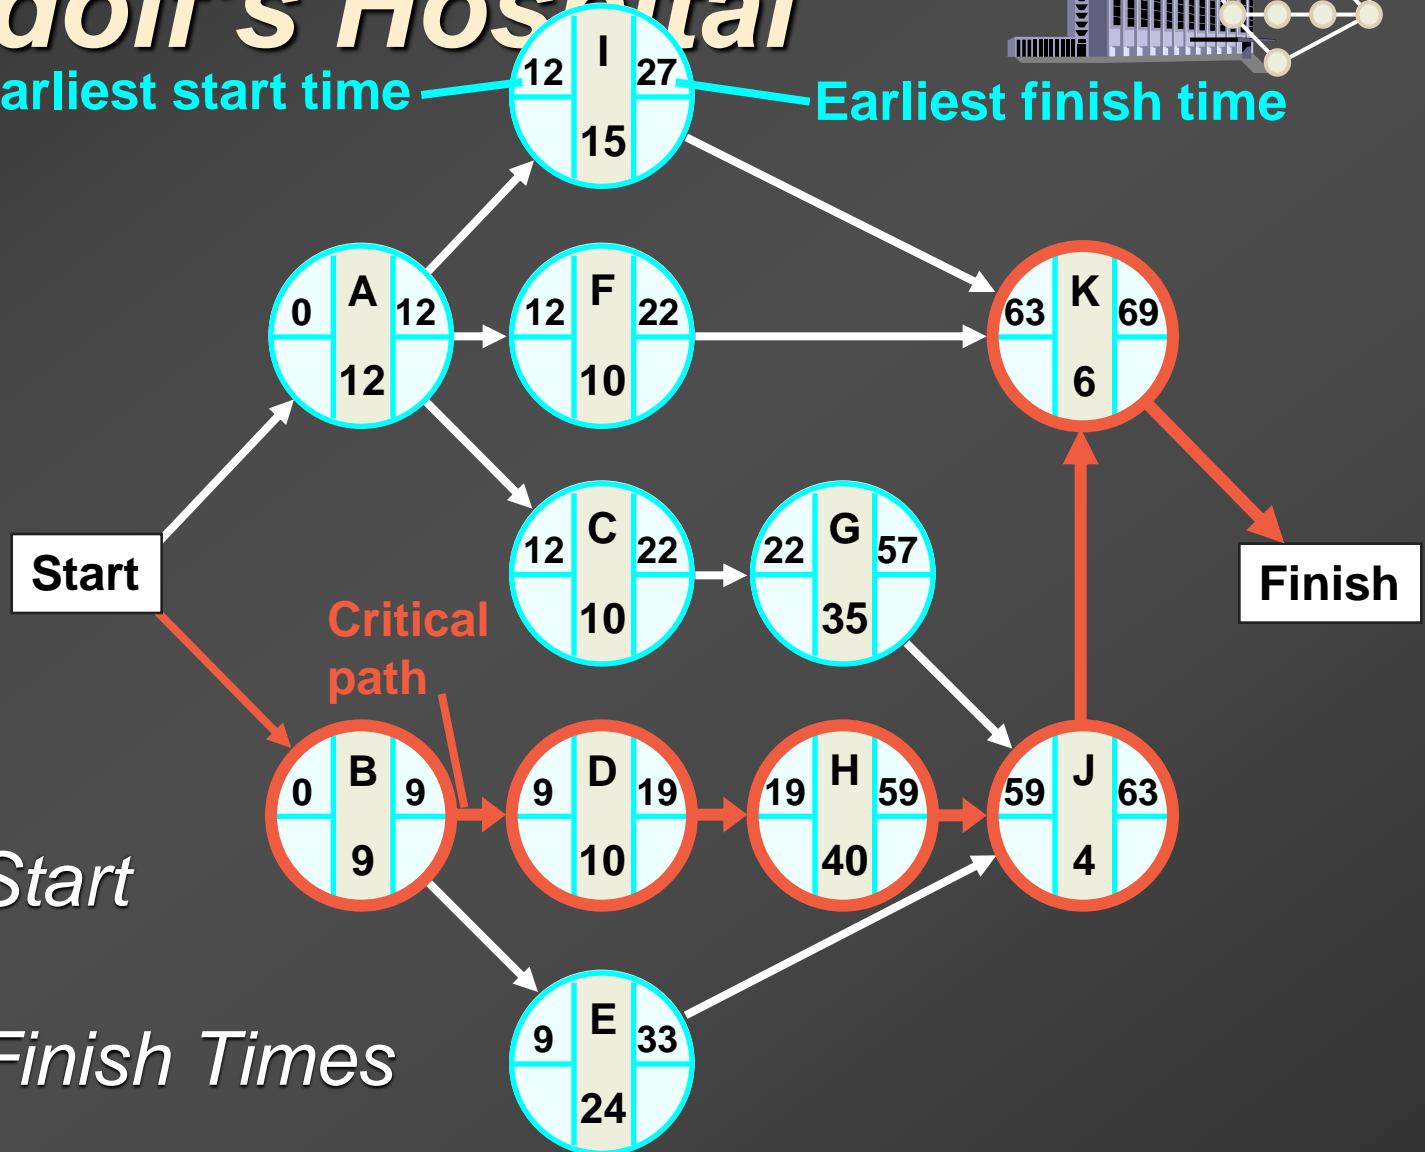 dolf's Hospital
arliest start time
Earliest finish time
12 I 27
15
0 A 12
12
12 F 22
10
63 K 69
6
12 C 22
10
22 G 57
35
Start
Finish
Critical
path
0 B 9
9
9 D 19
10
19 H 59
40
59 J 63
4
Start
9 E 33
24
Finish Times